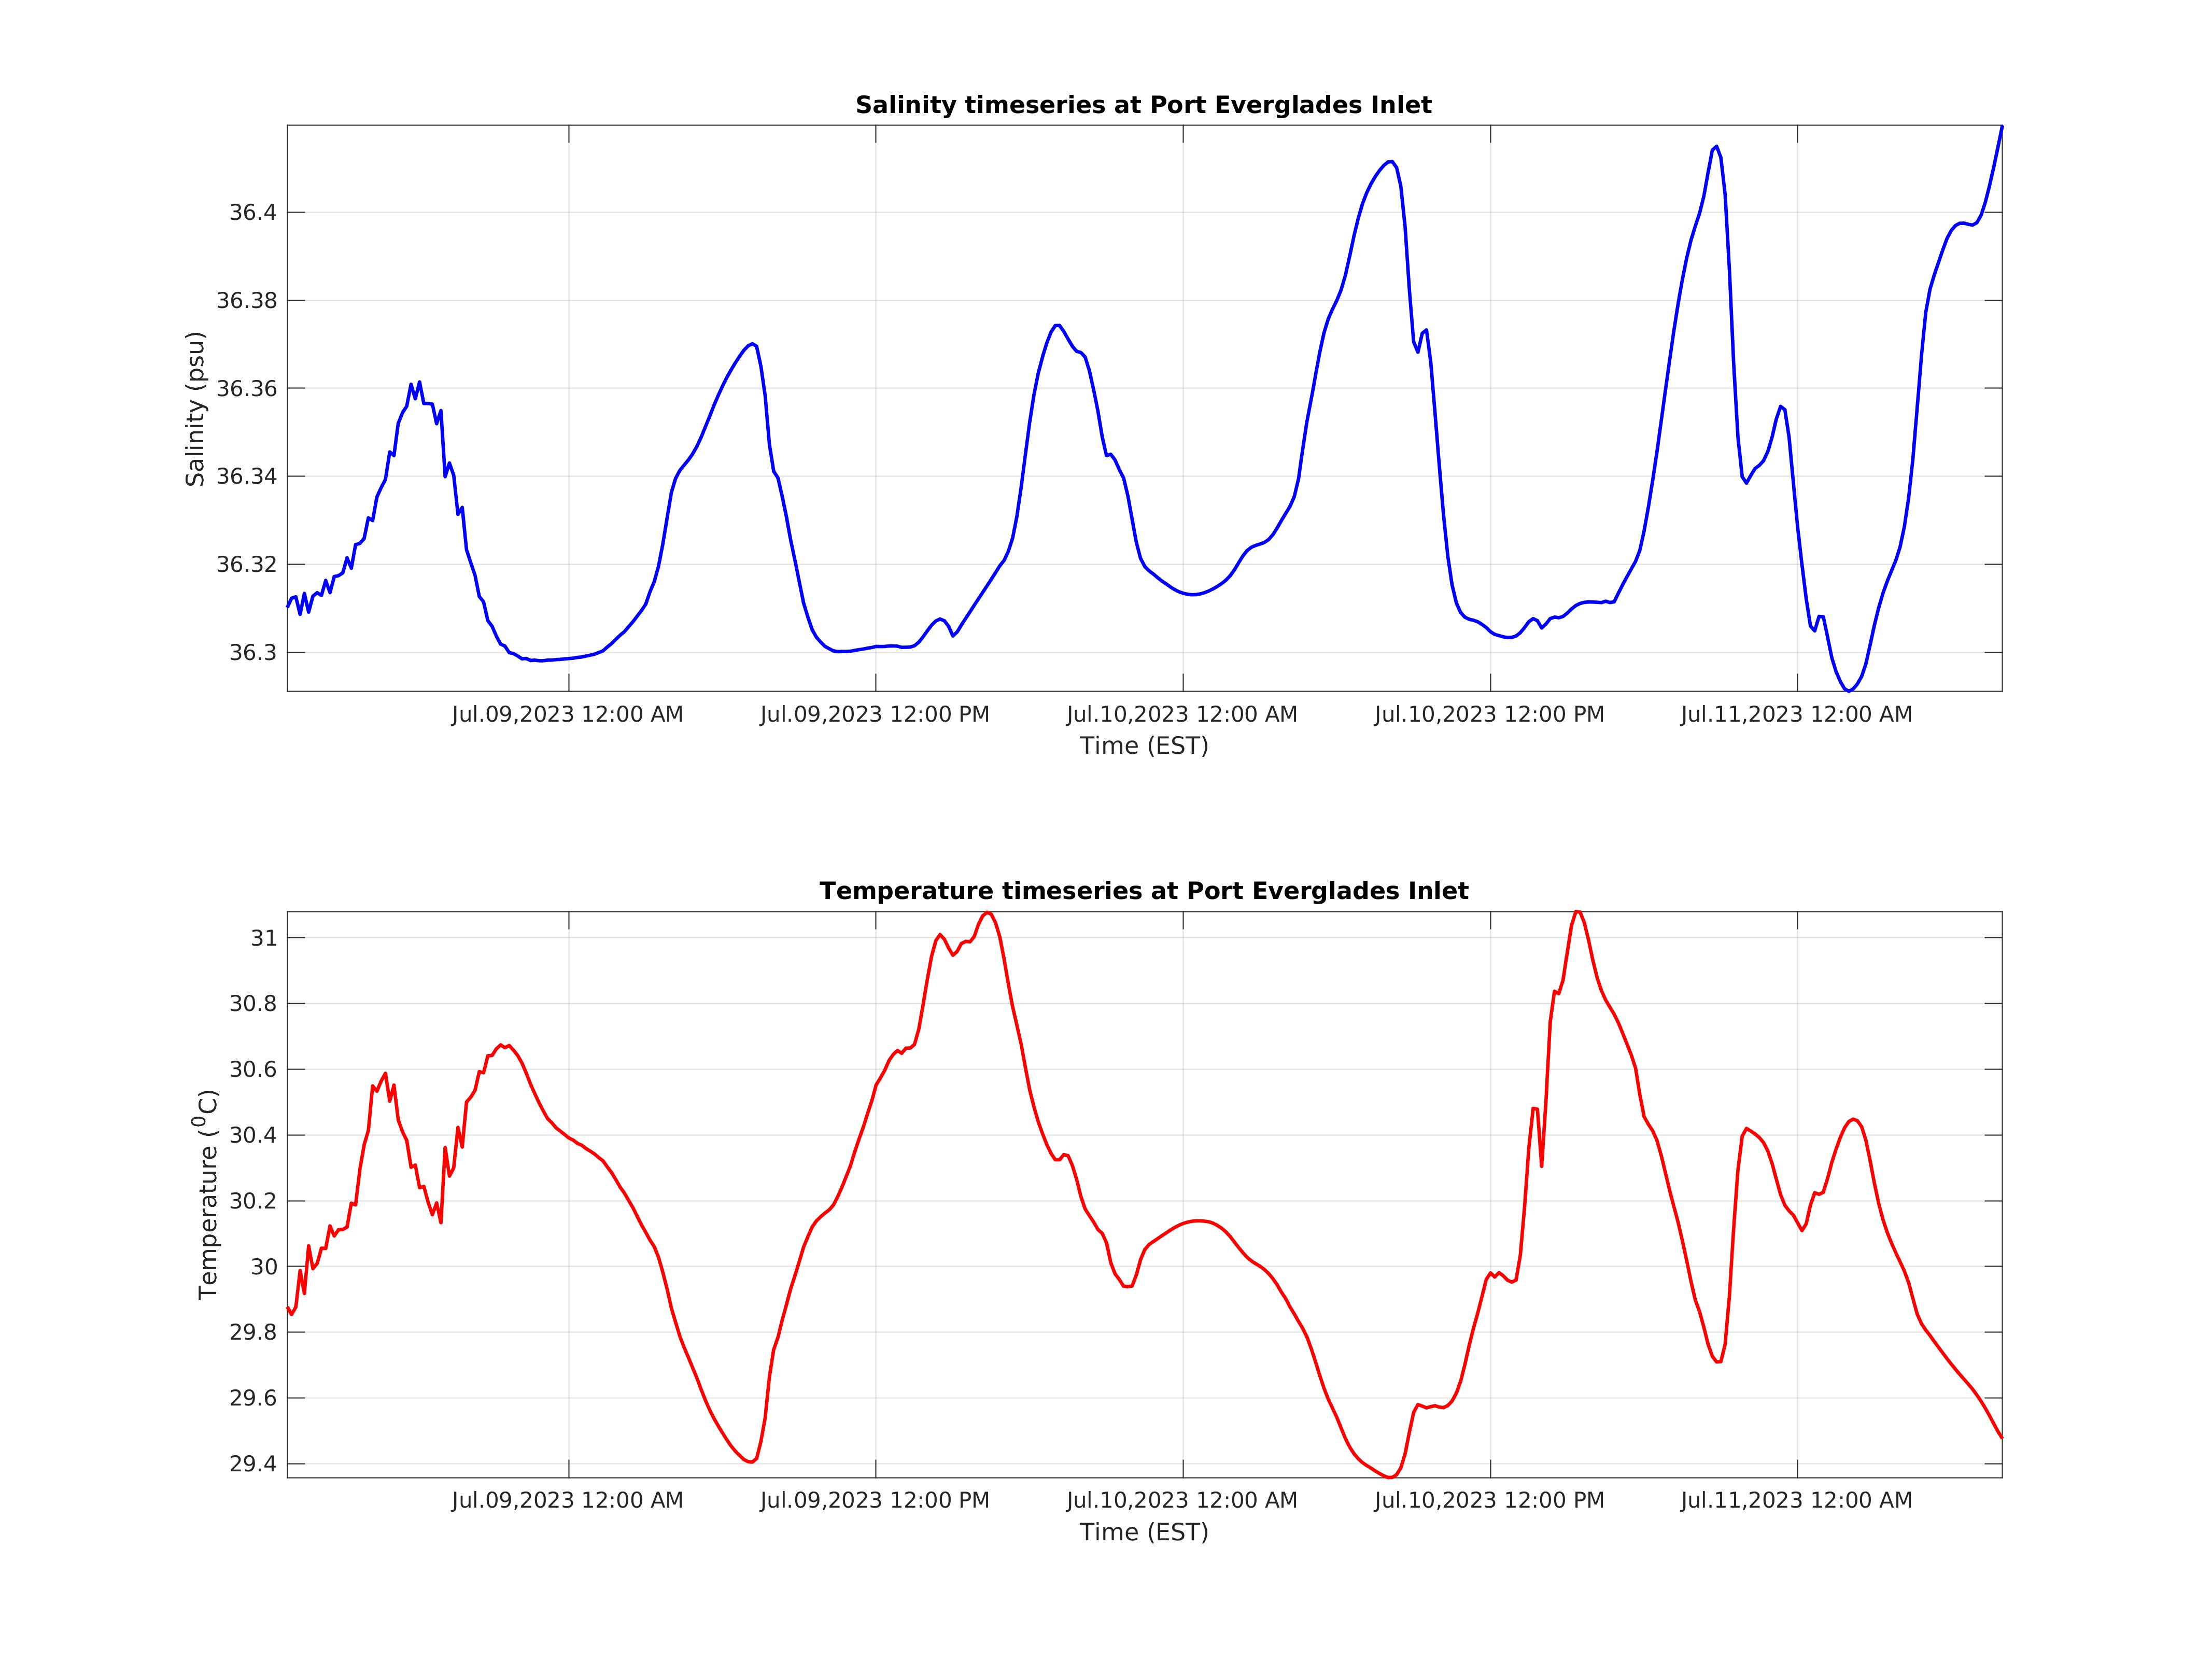 Salinity timeseries at Port Everglades Inlet
36.4
36.38
36.36
36.34
36.32
36.3
Salinity (psu)
Jul.09,2023 12:00 AM Jul.09,2023 12:00 PM Jul.10,2023 12:00 AM Jul.10,2023 12:00 PM Jul.11,2023 12:00 AM
Time (EST)
Temperature timeseries at Port Everglades Inlet
31
30.8
30.6
30.4
30.2
30
29.8
29.6
29.4
Temperature (⁰C)
Jul.09,2023 12:00 AM Jul.09,2023 12:00 PM Jul.10,2023 12:00 AM Jul.10,2023 12:00 PM Jul.11,2023 12:00 AM
Time (EST)